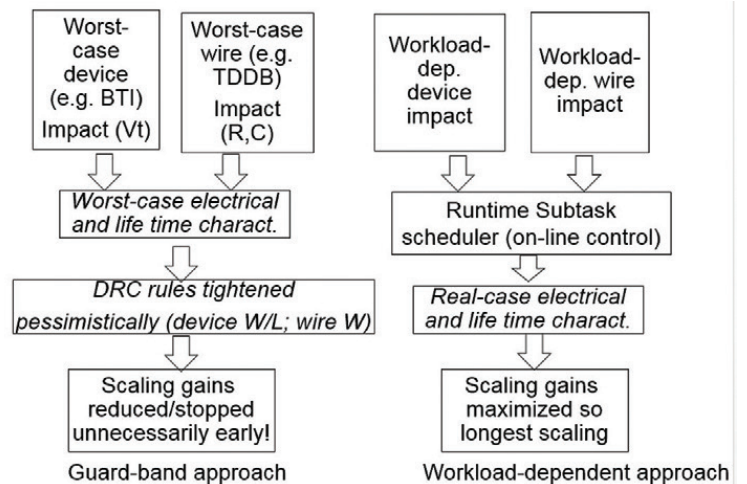 Worst-
case
device
(e.g. BTI)
Impact (Vt)
Worst-case
wire (e.g.
TDDB)
Impact
(R,C)
Worst-case electrical
and life time charact.
DRC rules tightened
pessimistically (device W/L; wire W)
Scaling gains
reduced/stopped
unnecessarily early!
Guard-band approach
Workload-
dep.
device
impact
Workload-
dep. wire
impact
Runtime Subtask
scheduler (on-line control)
Real-case electrical
and life time charact.
Scaling gains
maximized so
longest scaling
Workload-dependent approach